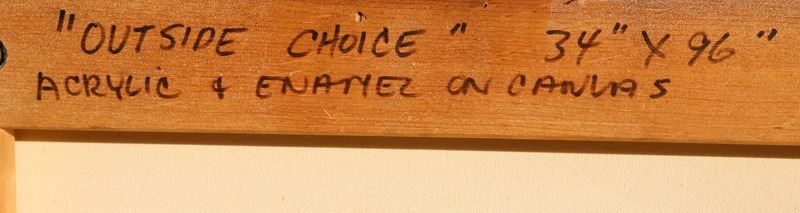 "OUTSIDE CHOICE" 34" X 96"
ACRYLIC & ENAMEL ON CANVAS